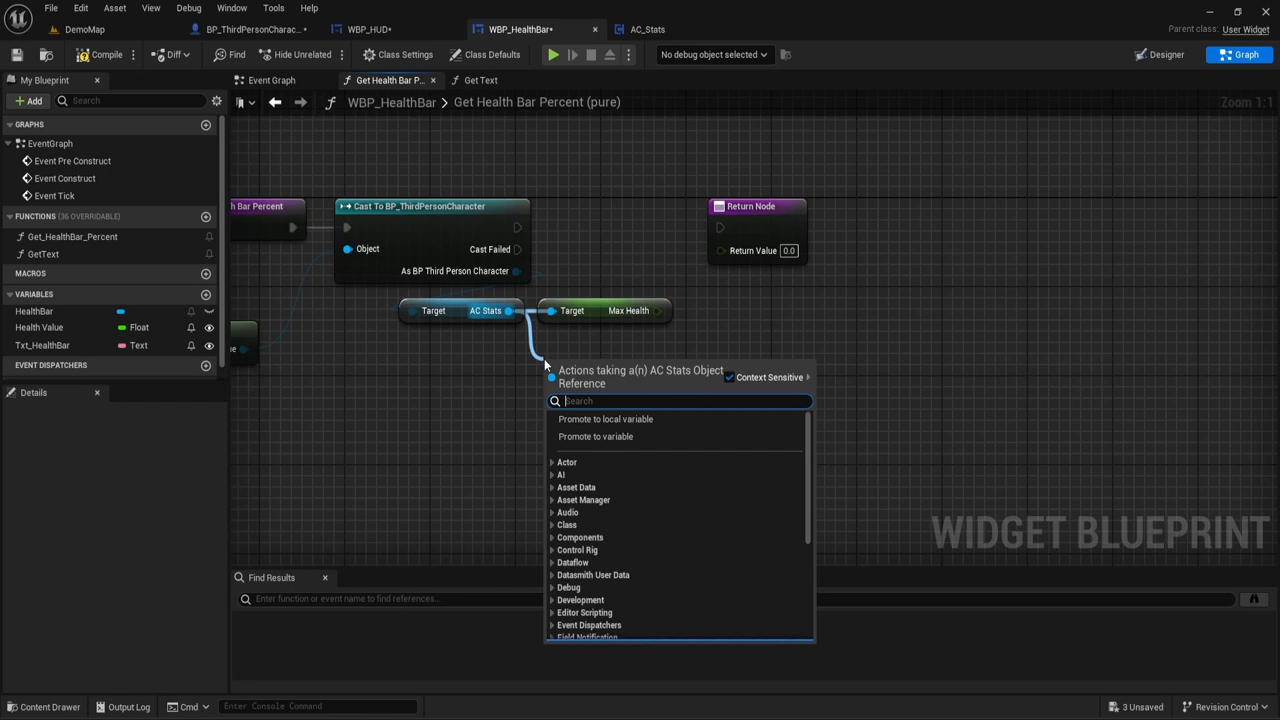 File Edit Asset View Debug Window Tools Help
DemoMap
BP_ThirdPersonCharac...•
WBP_HUD•
WBP_HealthBar•
AC_Stats
Parent class: User Widget
Compile
Diff
Find
Hide Unrelated
Class Settings
Class Defaults
No debug object selected
Designer
Graph
My Blueprint
Event Graph
Get Health Bar P...
Get Text
Add
Search
WBP_HealthBar > Get Health Bar Percent (pure)
Zoom 1:1
GRAPHS
EventGraph
Event Pre Construct
Event Construct
Event Tick
FUNCTIONS (36 OVERRIDABLE)
Get_HealthBar_Percent
GetText
MACROS
VARIABLES
HealthBar
Health Value
Float
Txt_HealthBar
Text
EVENT DISPATCHERS
Details
th Bar Percent
Cast To BP_ThirdPersonCharacter
Object
Cast Failed
As BP Third Person Character
Return Node
Return Value 0.0
Target AC Stats
Target Max Health
Actions taking a(n) AC Stats Object
Reference
Context Sensitive
Search
Promote to local variable
Promote to variable
Actor
AI
Asset Data
Asset Manager
Audio
Class
Components
Control Rig
Dataflow
Datasmith User Data
Debug
Development
Editor Scripting
Event Dispatchers
Field Notification
WIDGET BLUEPRINT
Find Results
Enter function or event name to find references...
Content Drawer
Output Log
Cmd
Enter Console Command
3 Unsaved
Revision Control